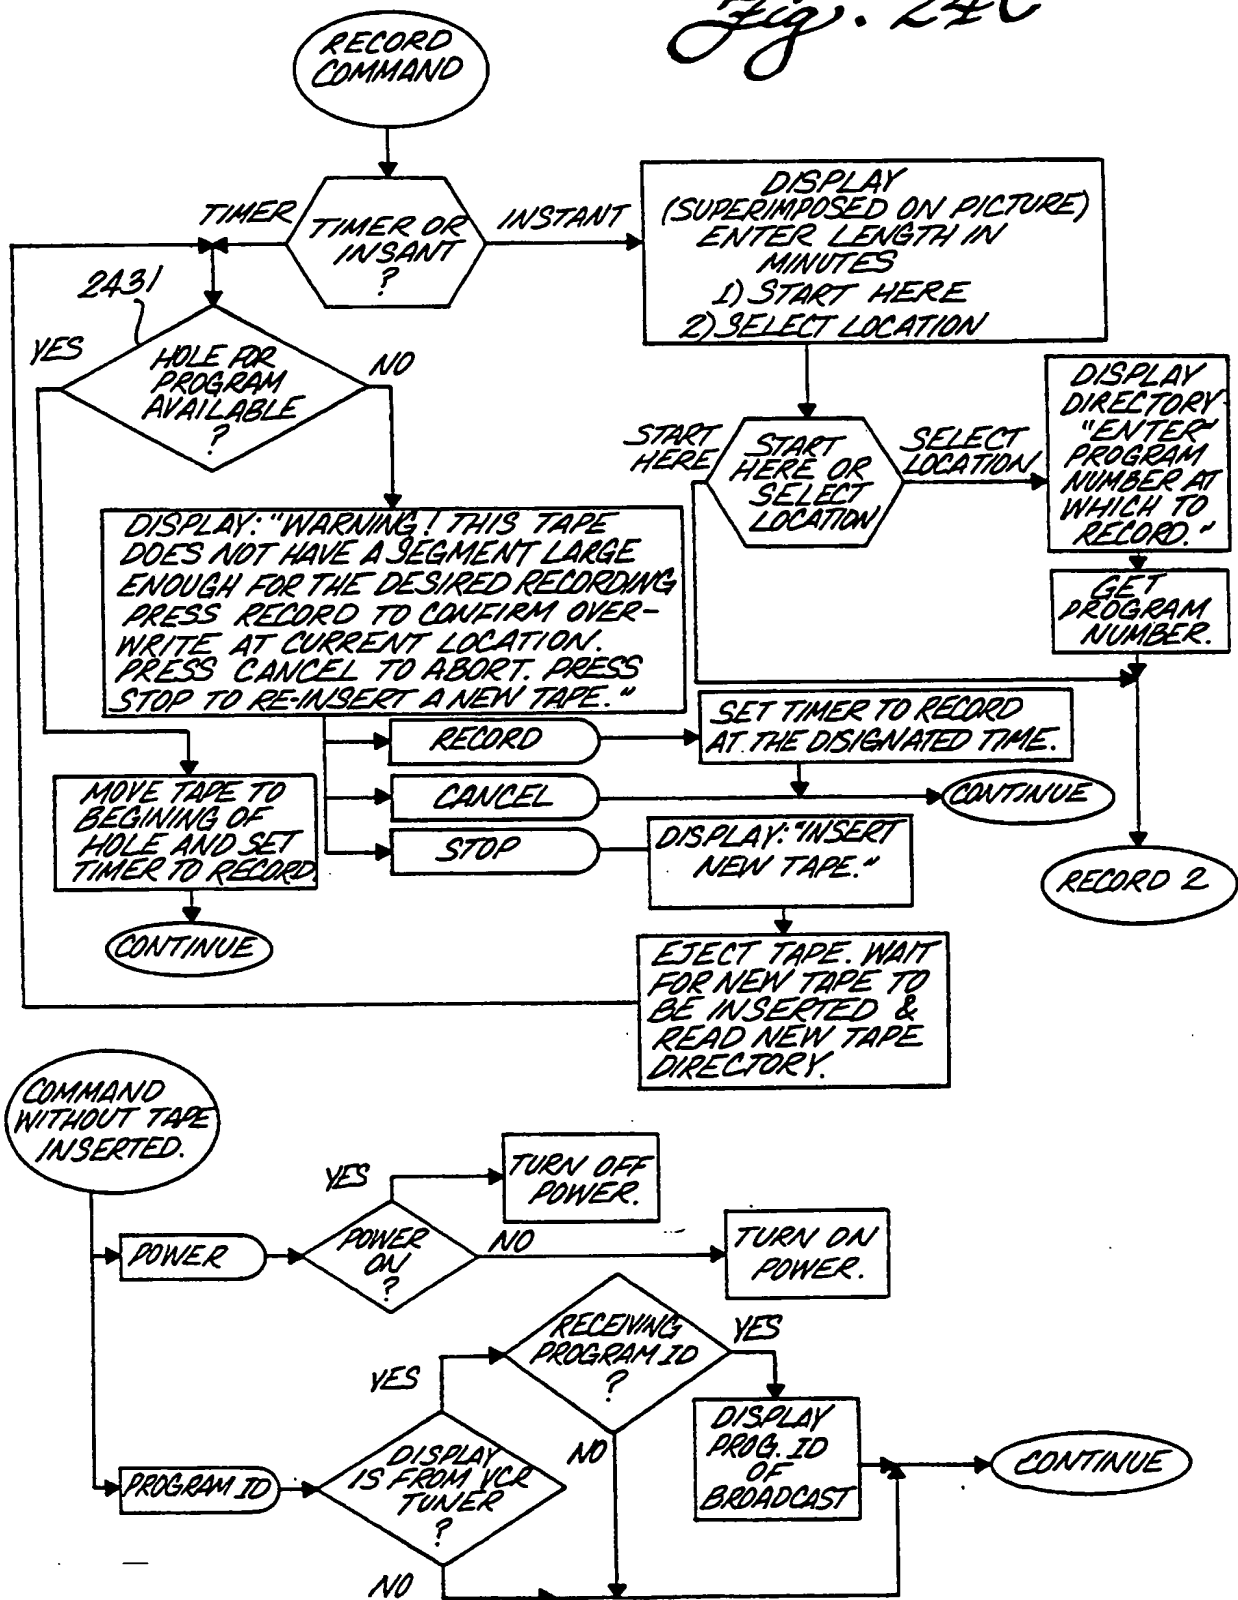 Fig. 24C
RECORD
COMMAND
TIMER
TIMER OR
INSANT
?
INSTANT
DISPLAY
(SUPERIMPOSED ON PICTURE)
ENTER LENGTH IN
MINUTES
1) START HERE
2) SELECT LOCATION
2431
YES
HOLE FOR
PROGRAM
AVAILABLE
?
NO
START
HERE
START
HERE OR
SELECT
LOCATION
SELECT
LOCATION
DISPLAY
DIRECTORY
"ENTER"
PROGRAM
NUMBER AT
WHICH TO
RECORD."
GET
PROGRAM
NUMBER.
DISPLAY: "WARNING! THIS TAPE
DOES NOT HAVE A SEGMENT LARGE
ENOUGH FOR THE DESIRED RECORDING
PRESS RECORD TO CONFIRM OVER-
WRITE AT CURRENT LOCATION.
PRESS CANCEL TO ABORT. PRESS
STOP TO RE-INSERT A NEW TAPE."
RECORD
SET TIMER TO RECORD
AT THE DISIGNATED TIME.
CANCEL
CONTINUE
STOP
DISPLAY: "INSERT
NEW TAPE."
RECORD 2
MOVE TAPE TO
BEGINING OF
HOLE AND SET
TIMER TO RECORD.
CONTINUE
EJECT TAPE. WAIT
FOR NEW TAPE TO
BE INSERTED &
READ NEW TAPE
DIRECTORY.
COMMAND
WITHOUT TAPE
INSERTED.
POWER
POWER
ON
?
YES
TURN OFF
POWER.
NO
TURN ON
POWER.
PROGRAM ID
DISPLAY
IS FROM VCR
TUNER
?
YES
RECEIVING
PROGRAM ID
?
YES
DISPLAY
PROG. ID
OF
BROADCAST
NO
NO
CONTINUE